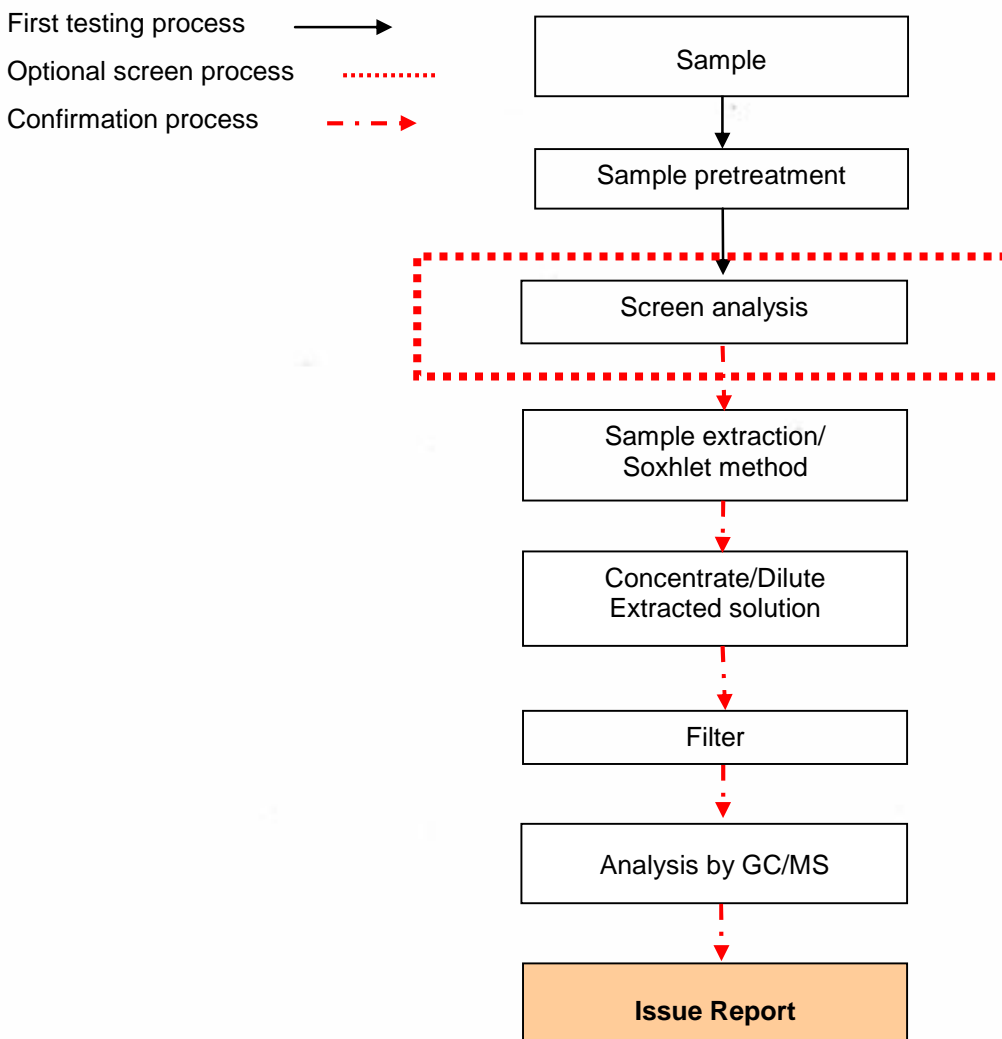 First testing process
Optional screen process
Confirmation process
Sample
Sample pretreatment
Screen analysis
Sample extraction/
Soxhlet method
Concentrate/Dilute
Extracted solution
Filter
Analysis by GC/MS
Issue Report